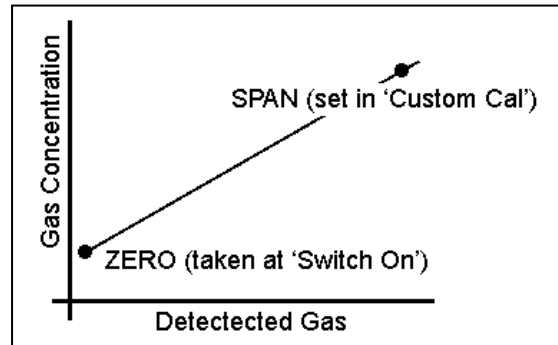 Gas Concentration
SPAN (set in ‘Custom Cal’)
ZERO (taken at ‘Switch On’)
Detectected Gas